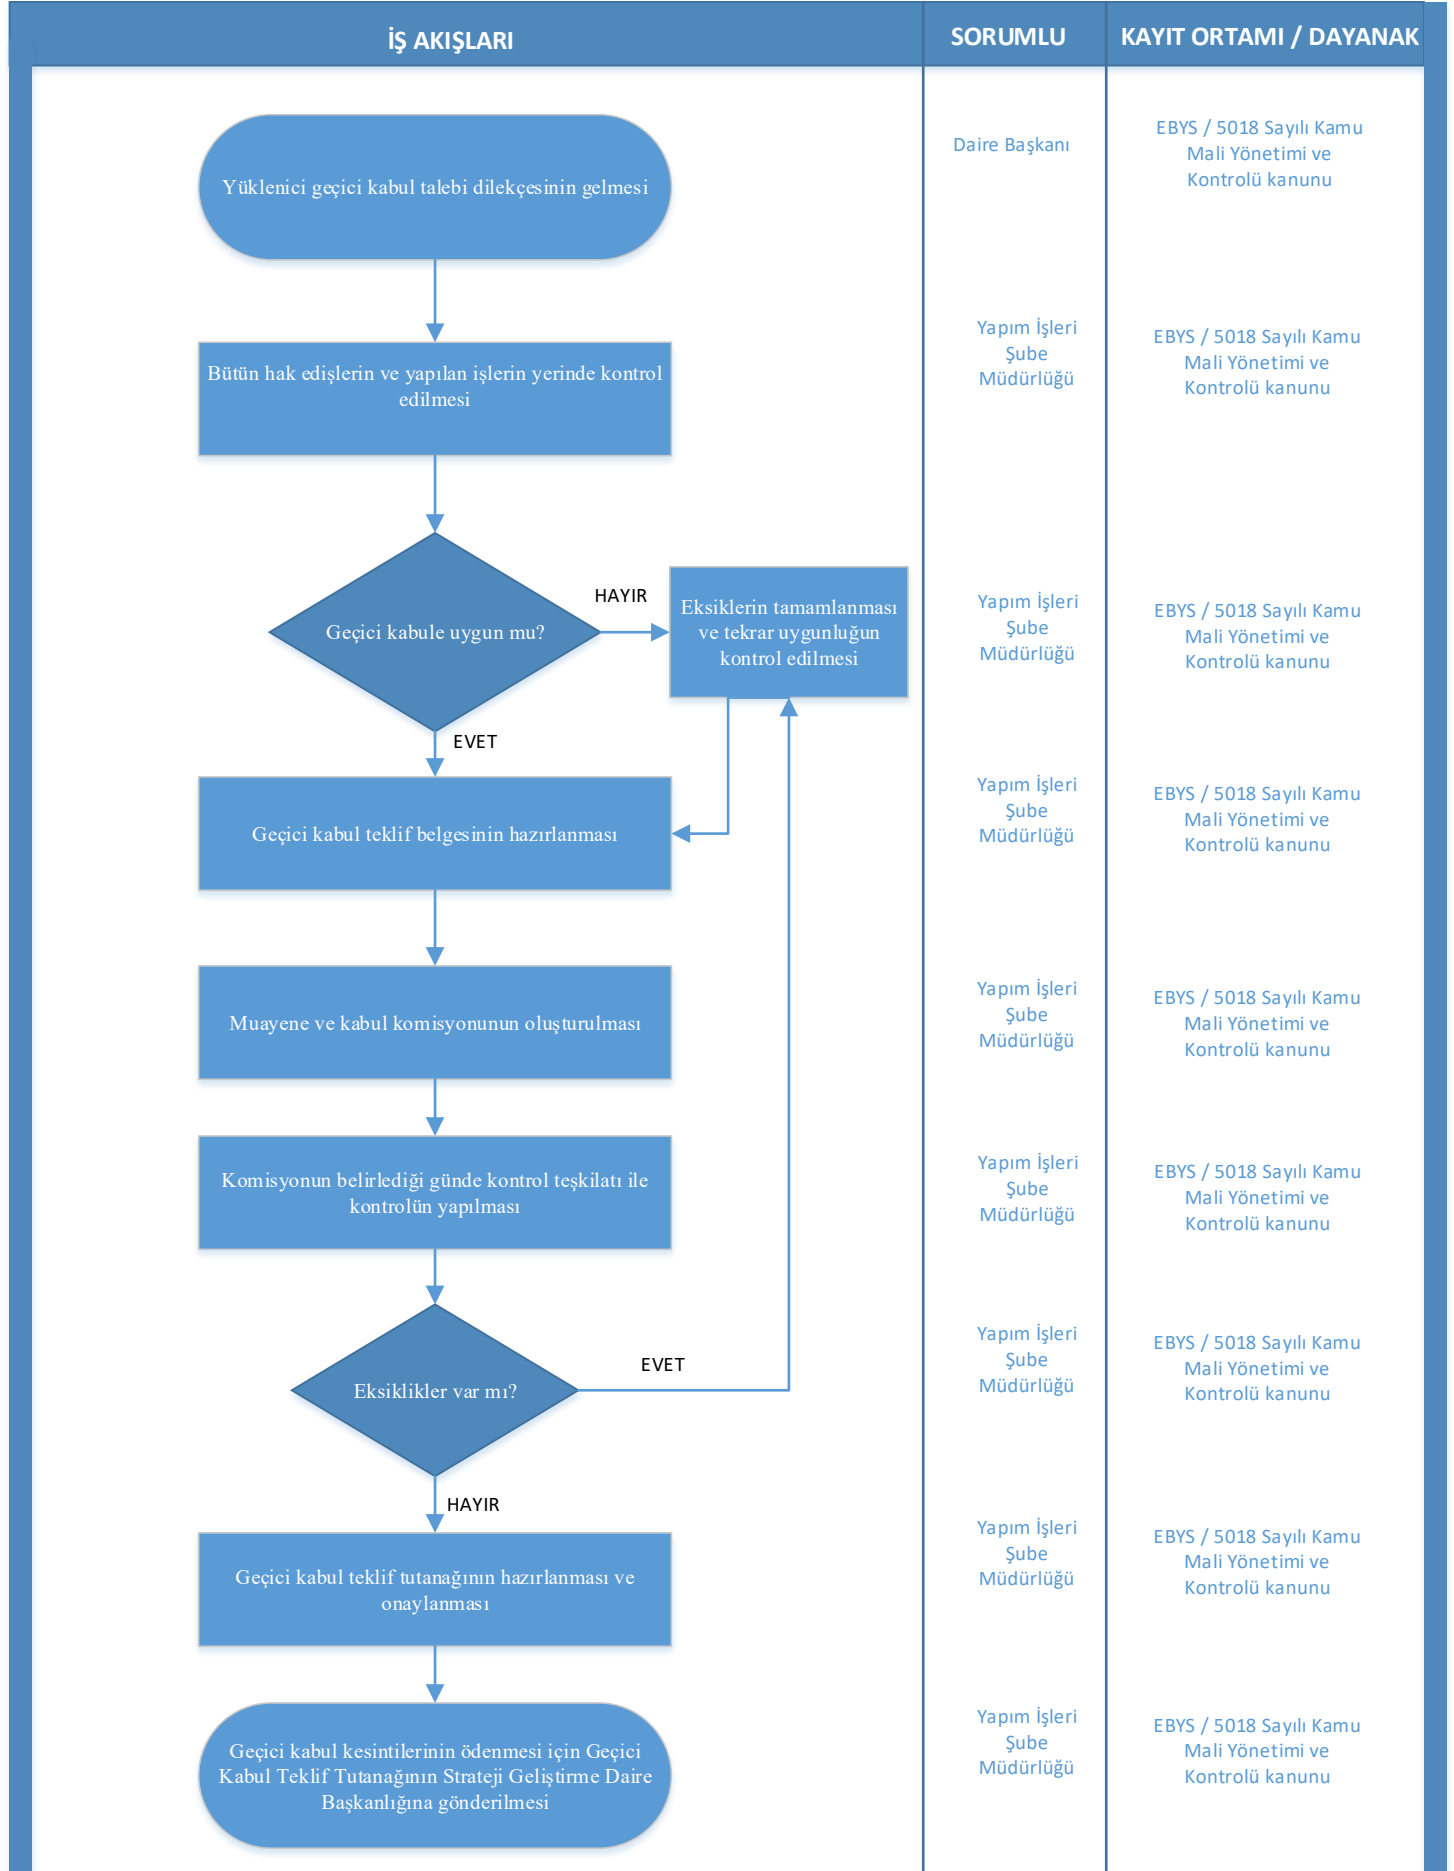 İŞ AKIŞLARI
SORUMLU
KAYIT ORTAMI / DAYANAK
Yüklenici geçici kabul talebi dilekçesinin gelmesi
Daire Başkanı
EBYS / 5018 Sayılı Kamu
Mali Yönetimi ve
Kontrolü kanunu
Bütün hak edişlerin ve yapılan işlerin yerinde kontrol
edilmesi
Yapım İşleri
Şube
Müdürlüğü
EBYS / 5018 Sayılı Kamu
Mali Yönetimi ve
Kontrolü kanunu
Geçici kabule uygun mu?
HAYIR
Eksiklerin tamamlanması
ve tekrar uygunluğun
kontrol edilmesi
EVET
Yapım İşleri
Şube
Müdürlüğü
EBYS / 5018 Sayılı Kamu
Mali Yönetimi ve
Kontrolü kanunu
Geçici kabul teklif belgesinin hazırlanması
Yapım İşleri
Şube
Müdürlüğü
EBYS / 5018 Sayılı Kamu
Mali Yönetimi ve
Kontrolü kanunu
Muayene ve kabul komisyonunun oluşturulması
Yapım İşleri
Şube
Müdürlüğü
EBYS / 5018 Sayılı Kamu
Mali Yönetimi ve
Kontrolü kanunu
Komisyonun belirlediği günde kontrol teşkilatı ile
kontrolün yapılması
Yapım İşleri
Şube
Müdürlüğü
EBYS / 5018 Sayılı Kamu
Mali Yönetimi ve
Kontrolü kanunu
Eksiklikler var mı?
EVET
HAYIR
Yapım İşleri
Şube
Müdürlüğü
EBYS / 5018 Sayılı Kamu
Mali Yönetimi ve
Kontrolü kanunu
Geçici kabul teklif tutanağının hazırlanması ve
onaylanması
Yapım İşleri
Şube
Müdürlüğü
EBYS / 5018 Sayılı Kamu
Mali Yönetimi ve
Kontrolü kanunu
Geçici kabul kesintilerinin ödenmesi için Geçici
Kabul Teklif Tutanağının Strateji Geliştirme Daire
Başkanlığına gönderilmesi
Yapım İşleri
Şube
Müdürlüğü
EBYS / 5018 Sayılı Kamu
Mali Yönetimi ve
Kontrolü kanunu